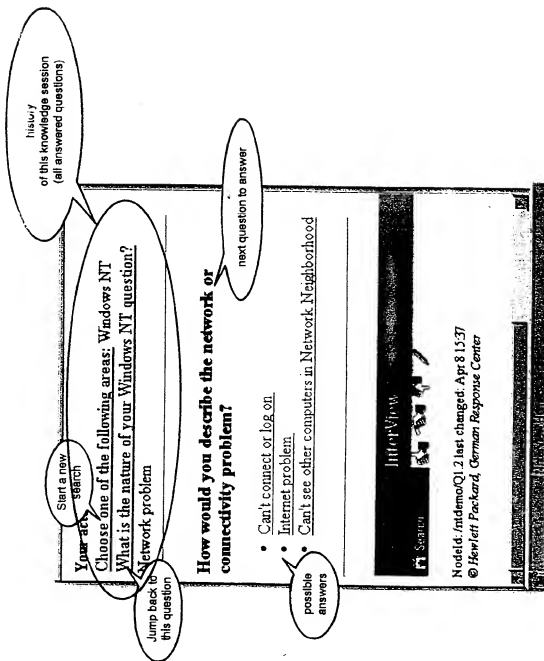 history
of this knowledge session
(all answered questions)
Start a new
search
Your
Choose one of the following areas: Windows NT
What is the nature of your Windows NT question?
Network problem
Jump back to
this question
next question to answer
How would you describe the network or
connectivity problem?
• Can't connect or log on
• Internet problem
• Can't see other computers in Network Neighborhood
possible
answers
InterView
Search
NodeId: /ntdemo/Q1.2 last changed: Apr 8 15:37
© Hewlett Packard, German Response Center